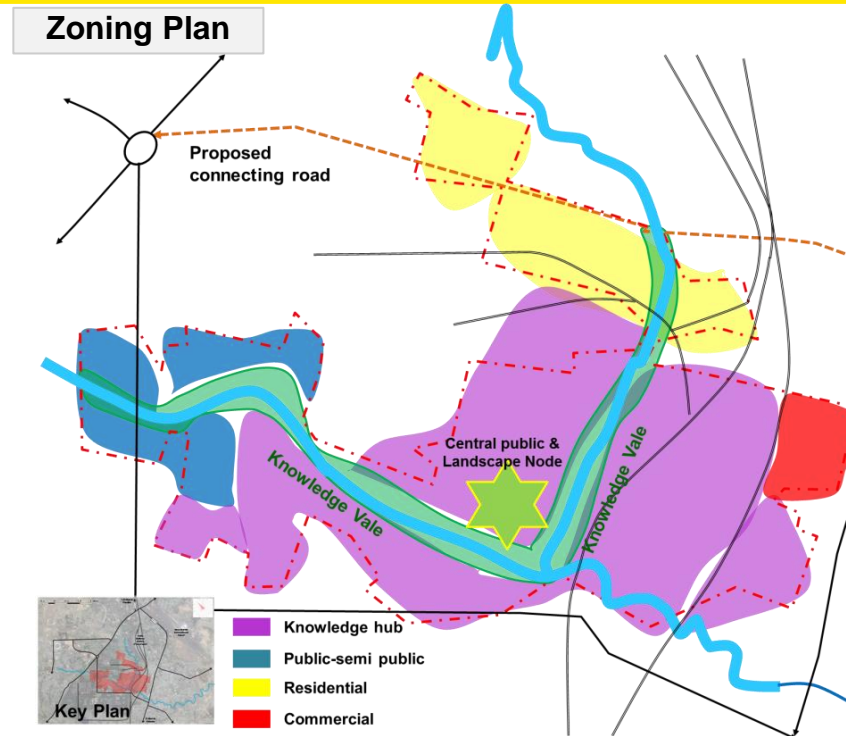 Zoning Plan
Proposed
connecting road
Central public &
Landscape Node
Knowledge Vale
Knowledge Vale
Knowledge hub
Public-semi public
Residential
Commercial
Key Plan